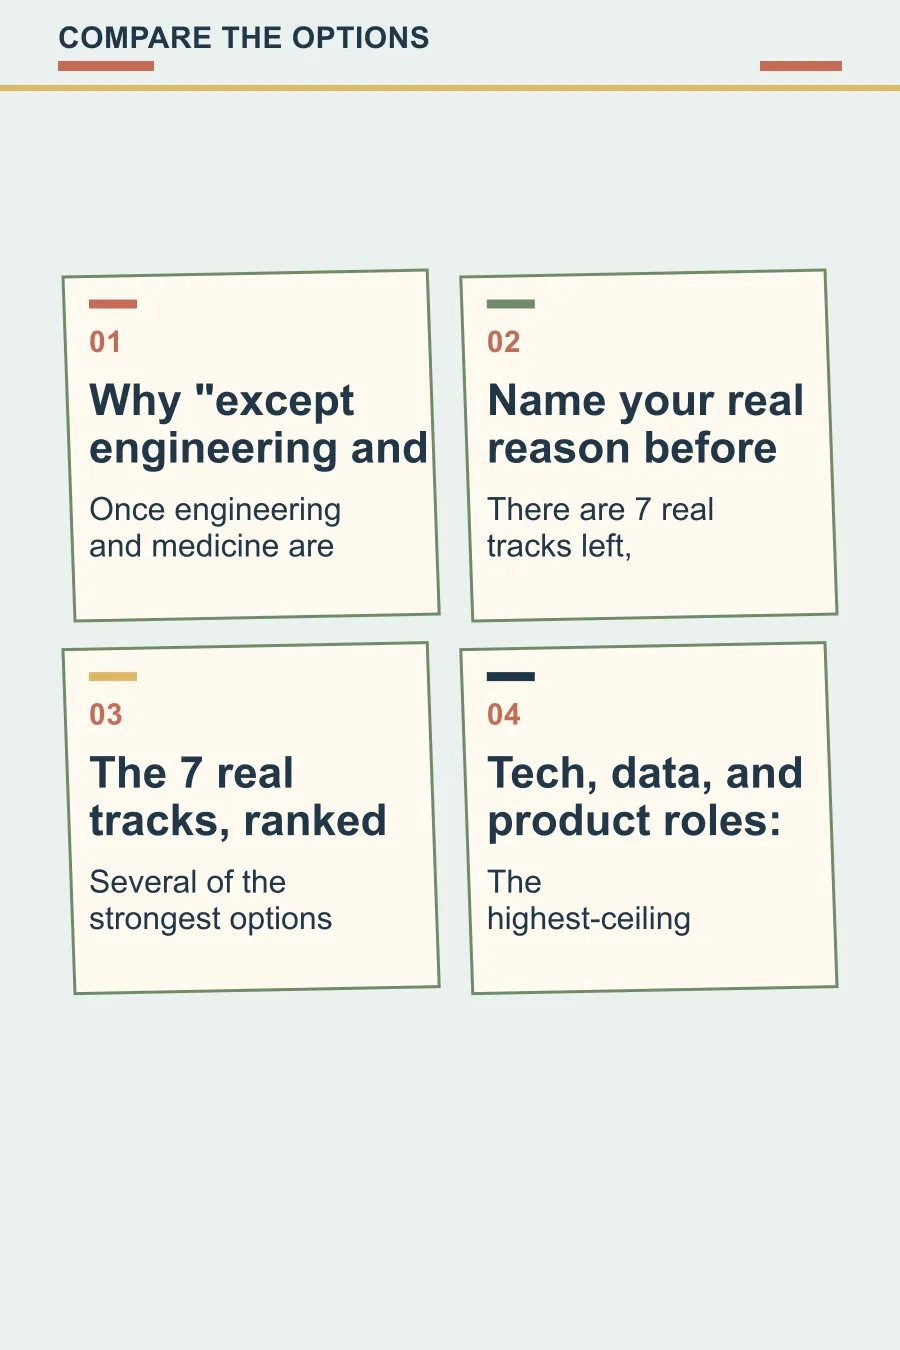 COMPARE THE OPTIONS
01
Why "except
engineering and
Once engineering
and medicine are
02
Name your real
reason before
There are 7 real
tracks left,
03
The 7 real
tracks, ranked
Several of the
strongest options
04
Tech, data, and
product roles:
The
highest-ceiling